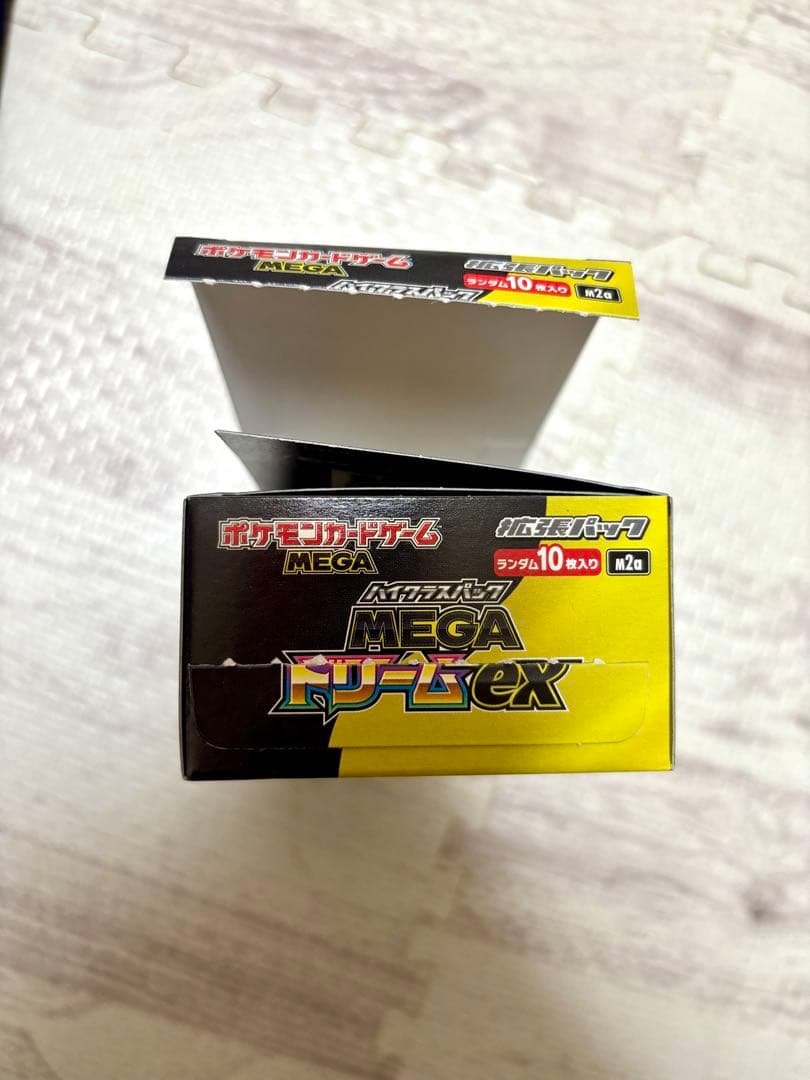 ポケモンカードゲーム
MEGA
拡張パック
ランダム10枚入り M2a
ハイクラスパック
ポケモンカードゲーム
MEGA
拡張パック
ランダム10枚入り M2a
ハイクラスパック
MEGA
ドリームex